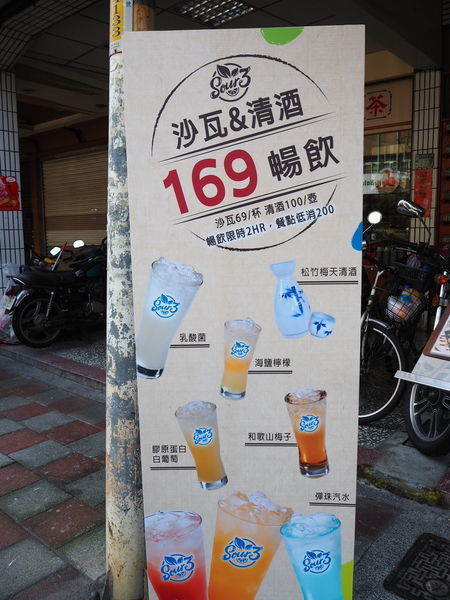 4133
Sour3
沙瓦&清酒
169 暢飲
沙瓦69/杯 清酒100/壺
暢飲限時2HR，餐點低消200
松竹梅天清酒
Sour3
乳酸菌
Sour3
海鹽檸檬
Sour3
膠原蛋白
白葡萄
Sour3
和歌山梅子
彈珠汽水
Sour3
Sour3
Sour3
茶